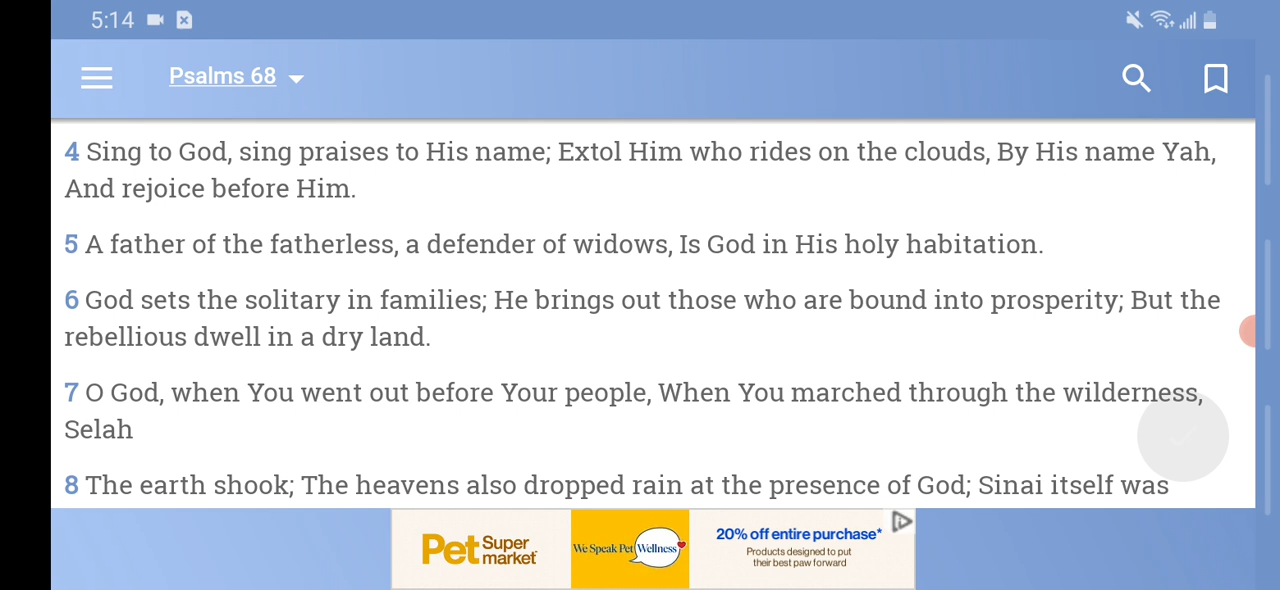 5:14
Psalms 68
4 Sing to God, sing praises to His name; Extol Him who rides on the clouds, By His name Yah,
And rejoice before Him.
5 A father of the fatherless, a defender of widows, Is God in His holy habitation.
6 God sets the solitary in families; He brings out those who are bound into prosperity; But the
rebellious dwell in a dry land.
7 O God, when You went out before Your people, When You marched through the wilderness,
Selah
8 The earth shook; The heavens also dropped rain at the presence of God; Sinai itself was
Pet Super
market
We Speak Pet Wellness
20% off entire purchase*
Products designed to put
their best paw forward